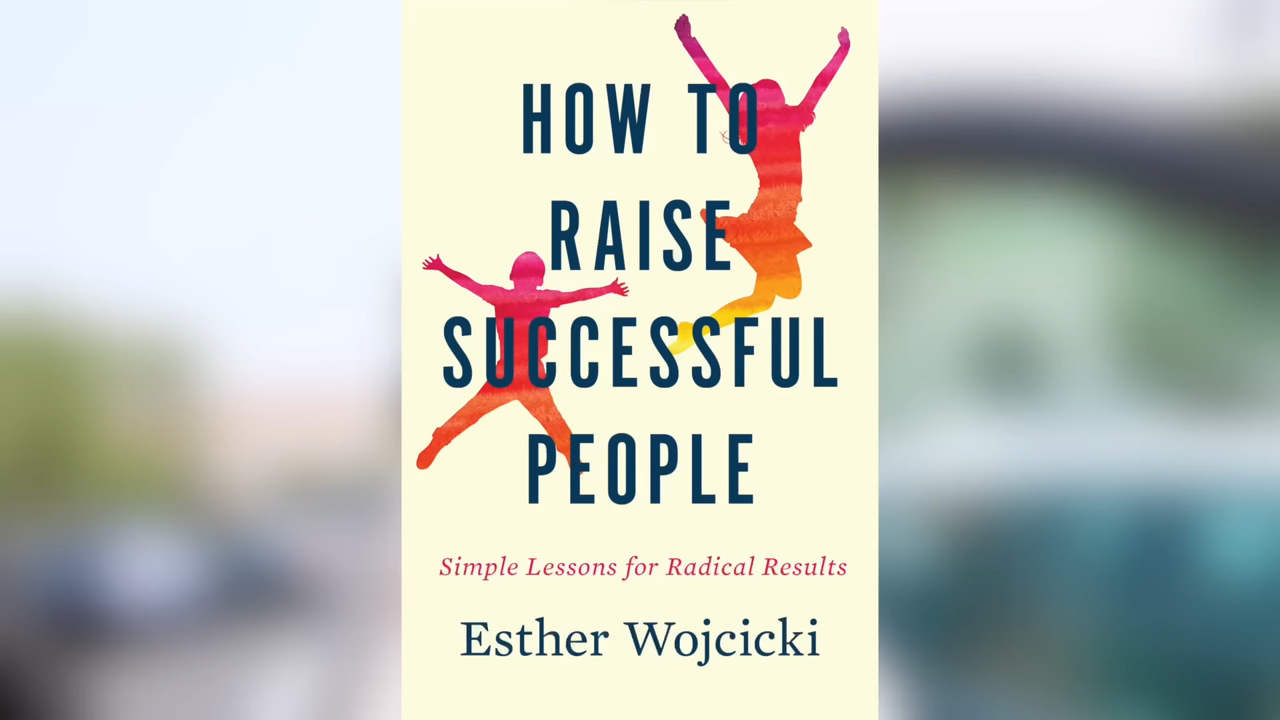 HOW TO
RAISE
SUCCESSFUL
PEOPLE
Simple Lessons for Radical Results
Esther Wojcicki